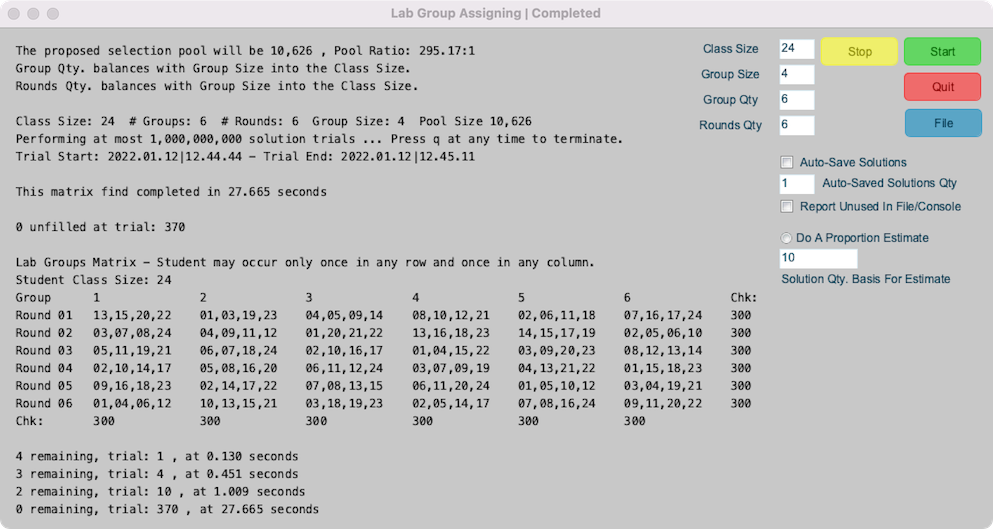 Lab Group Assigning | Completed
The proposed selection pool will be 10,626 , Pool Ratio: 295.17:1
Group Qty. balances with Group Size into the Class Size.
Rounds Qty. balances with Group Size into the Class Size.
Class Size: 24 # Groups: 6 # Rounds: 6 Group Size: 4 Pool Size 10,626
Performing at most 1,000,000,000 solution trials ... Press q at any time to terminate.
Trial Start: 2022.01.12|12.44.44 – Trial End: 2022.01.12|12.45.11
This matrix find completed in 27.665 seconds
0 unfilled at trial: 370
Lab Groups Matrix – Student may occur only once in any row and once in any column.
Student Class Size: 24
Group 1 2 3 4 5 6 Chk:
Round 01 13,15,20,22 01,03,19,23 04,05,09,14 08,10,12,21 02,06,11,18 07,16,17,24 300
Round 02 03,07,08,24 04,09,11,12 01,20,21,22 13,16,18,23 14,15,17,19 02,05,06,10 300
Round 03 05,11,19,21 06,07,18,24 02,10,16,17 01,04,15,22 03,09,20,23 08,12,13,14 300
Round 04 02,10,14,17 05,08,16,20 06,11,12,24 03,07,09,19 04,13,21,22 01,15,18,23 300
Round 05 09,16,18,23 02,14,17,22 07,08,13,15 06,11,20,24 01,05,10,12 03,04,19,21 300
Round 06 01,04,06,12 10,13,15,21 03,18,19,23 02,05,14,17 07,08,16,24 09,11,20,22 300
Chk: 300 300 300 300 300 300
4 remaining, trial: 1 , at 0.130 seconds
3 remaining, trial: 4 , at 0.451 seconds
2 remaining, trial: 10 , at 1.009 seconds
0 remaining, trial: 370 , at 27.665 seconds
Class Size 24 Stop Start
Group Size 4 Quit
Group Qty 6
Rounds Qty 6 File
Auto-Save Solutions
1 Auto-Saved Solutions Qty
Report Unused In File/Console
Do A Proportion Estimate
10
Solution Qty. Basis For Estimate